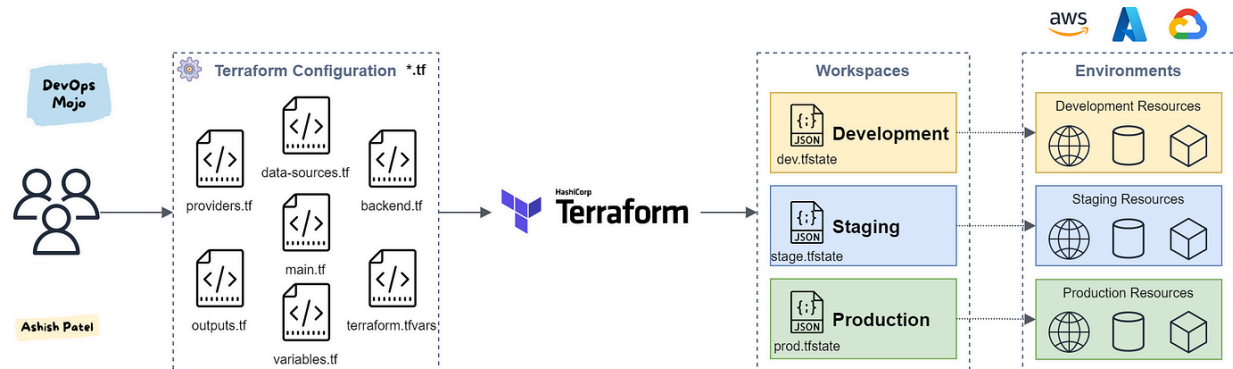 DevOps
Mojo
Ashish Patel
Terraform Configuration *.tf
</>
data-sources.tf
</>
providers.tf
</>
backend.tf
</>
main.tf
</>
outputs.tf
</>
terraform.tfvars
</>
variables.tf
HashiCorp
Terraform
Workspaces
{;}
JSON
Development
dev.tfstate
{;}
JSON
Staging
stage.tfstate
{;}
JSON
Production
prod.tfstate
aws
Environments
Development Resources
Staging Resources
Production Resources